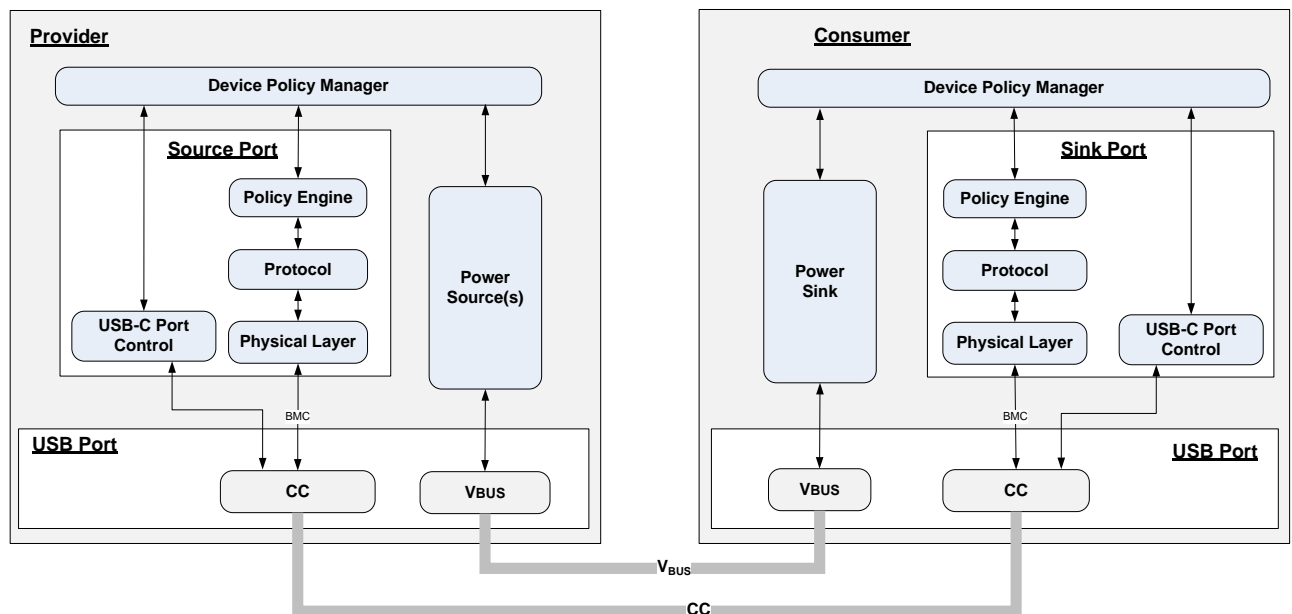 Provider
Device Policy Manager
Source Port
Policy Engine
Protocol
Power
Source(s)
USB-C Port
Control
Physical Layer
BMC
USB Port
CC
VBUS
Consumer
Device Policy Manager
Sink Port
Policy Engine
Power
Sink
Protocol
Physical Layer
USB-C Port
Control
BMC
USB Port
VBUS
CC
VBUS
CC